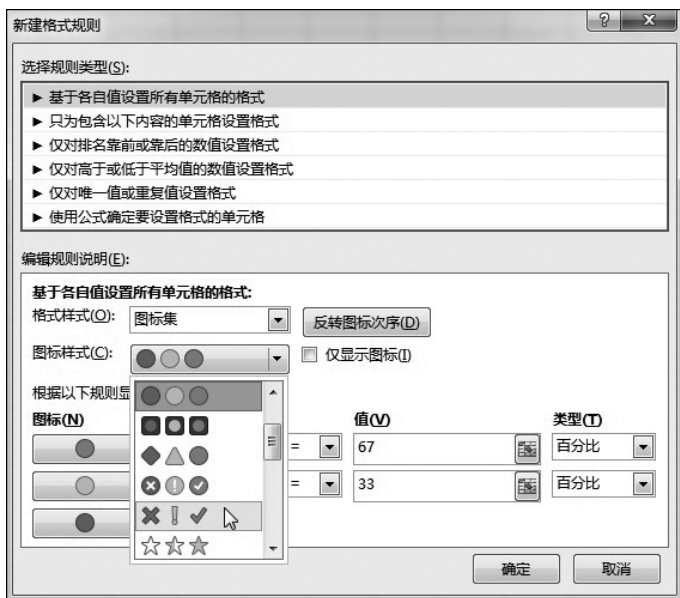 新建格式规则
选择规则类型(S):
► 基于各自值设置所有单元格的格式
► 只为包含以下内容的单元格设置格式
► 仅对排名靠前或靠后的数值设置格式
► 仅对高于或低于平均值的数值设置格式
► 仅对唯一值或重复值设置格式
► 使用公式确定要设置格式的单元格
编辑规则说明(E):
基于各自值设置所有单元格的格式:
格式样式(O): 图标集 反转图标次序(D)
图标样式(C): 仅显示图标(I)
根据以下规则显
图标(N) 值(V) 类型(T)
= 67 百分比
= 33 百分比
确定 取消